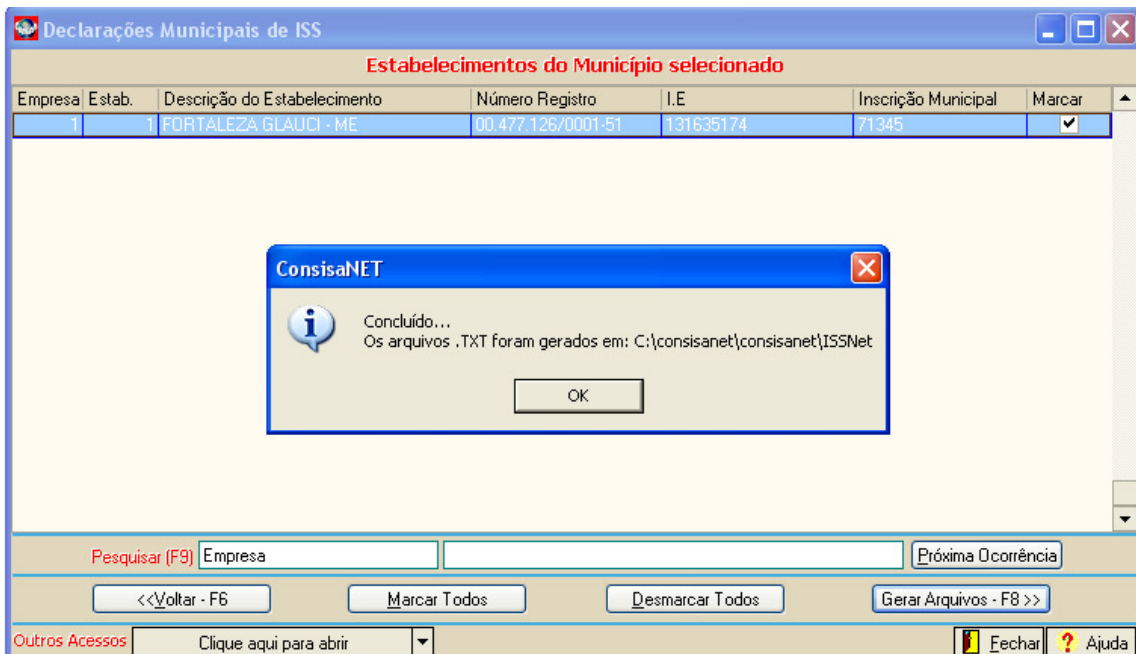 Declarações Municipais de ISS
Estabelecimentos do Município selecionado
Empresa Estab. Descrição do Estabelecimento Número Registro I.E Inscrição Municipal Marcar
1 1 FORTALEZA GLAUCI - ME 00.477.126/0001-51 131635174 71345
ConsisaNET
Concluído...
Os arquivos .TXT foram gerados em: C:\consisanet\consisanet\ISSNet
OK
Pesquisar (F9) Empresa Próxima Ocorrência
<<Voltar - F6 Marcar Todos Desmarcar Todos Gerar Arquivos - F8 >>
Outros Acessos Clique aqui para abrir Fechar ? Ajuda